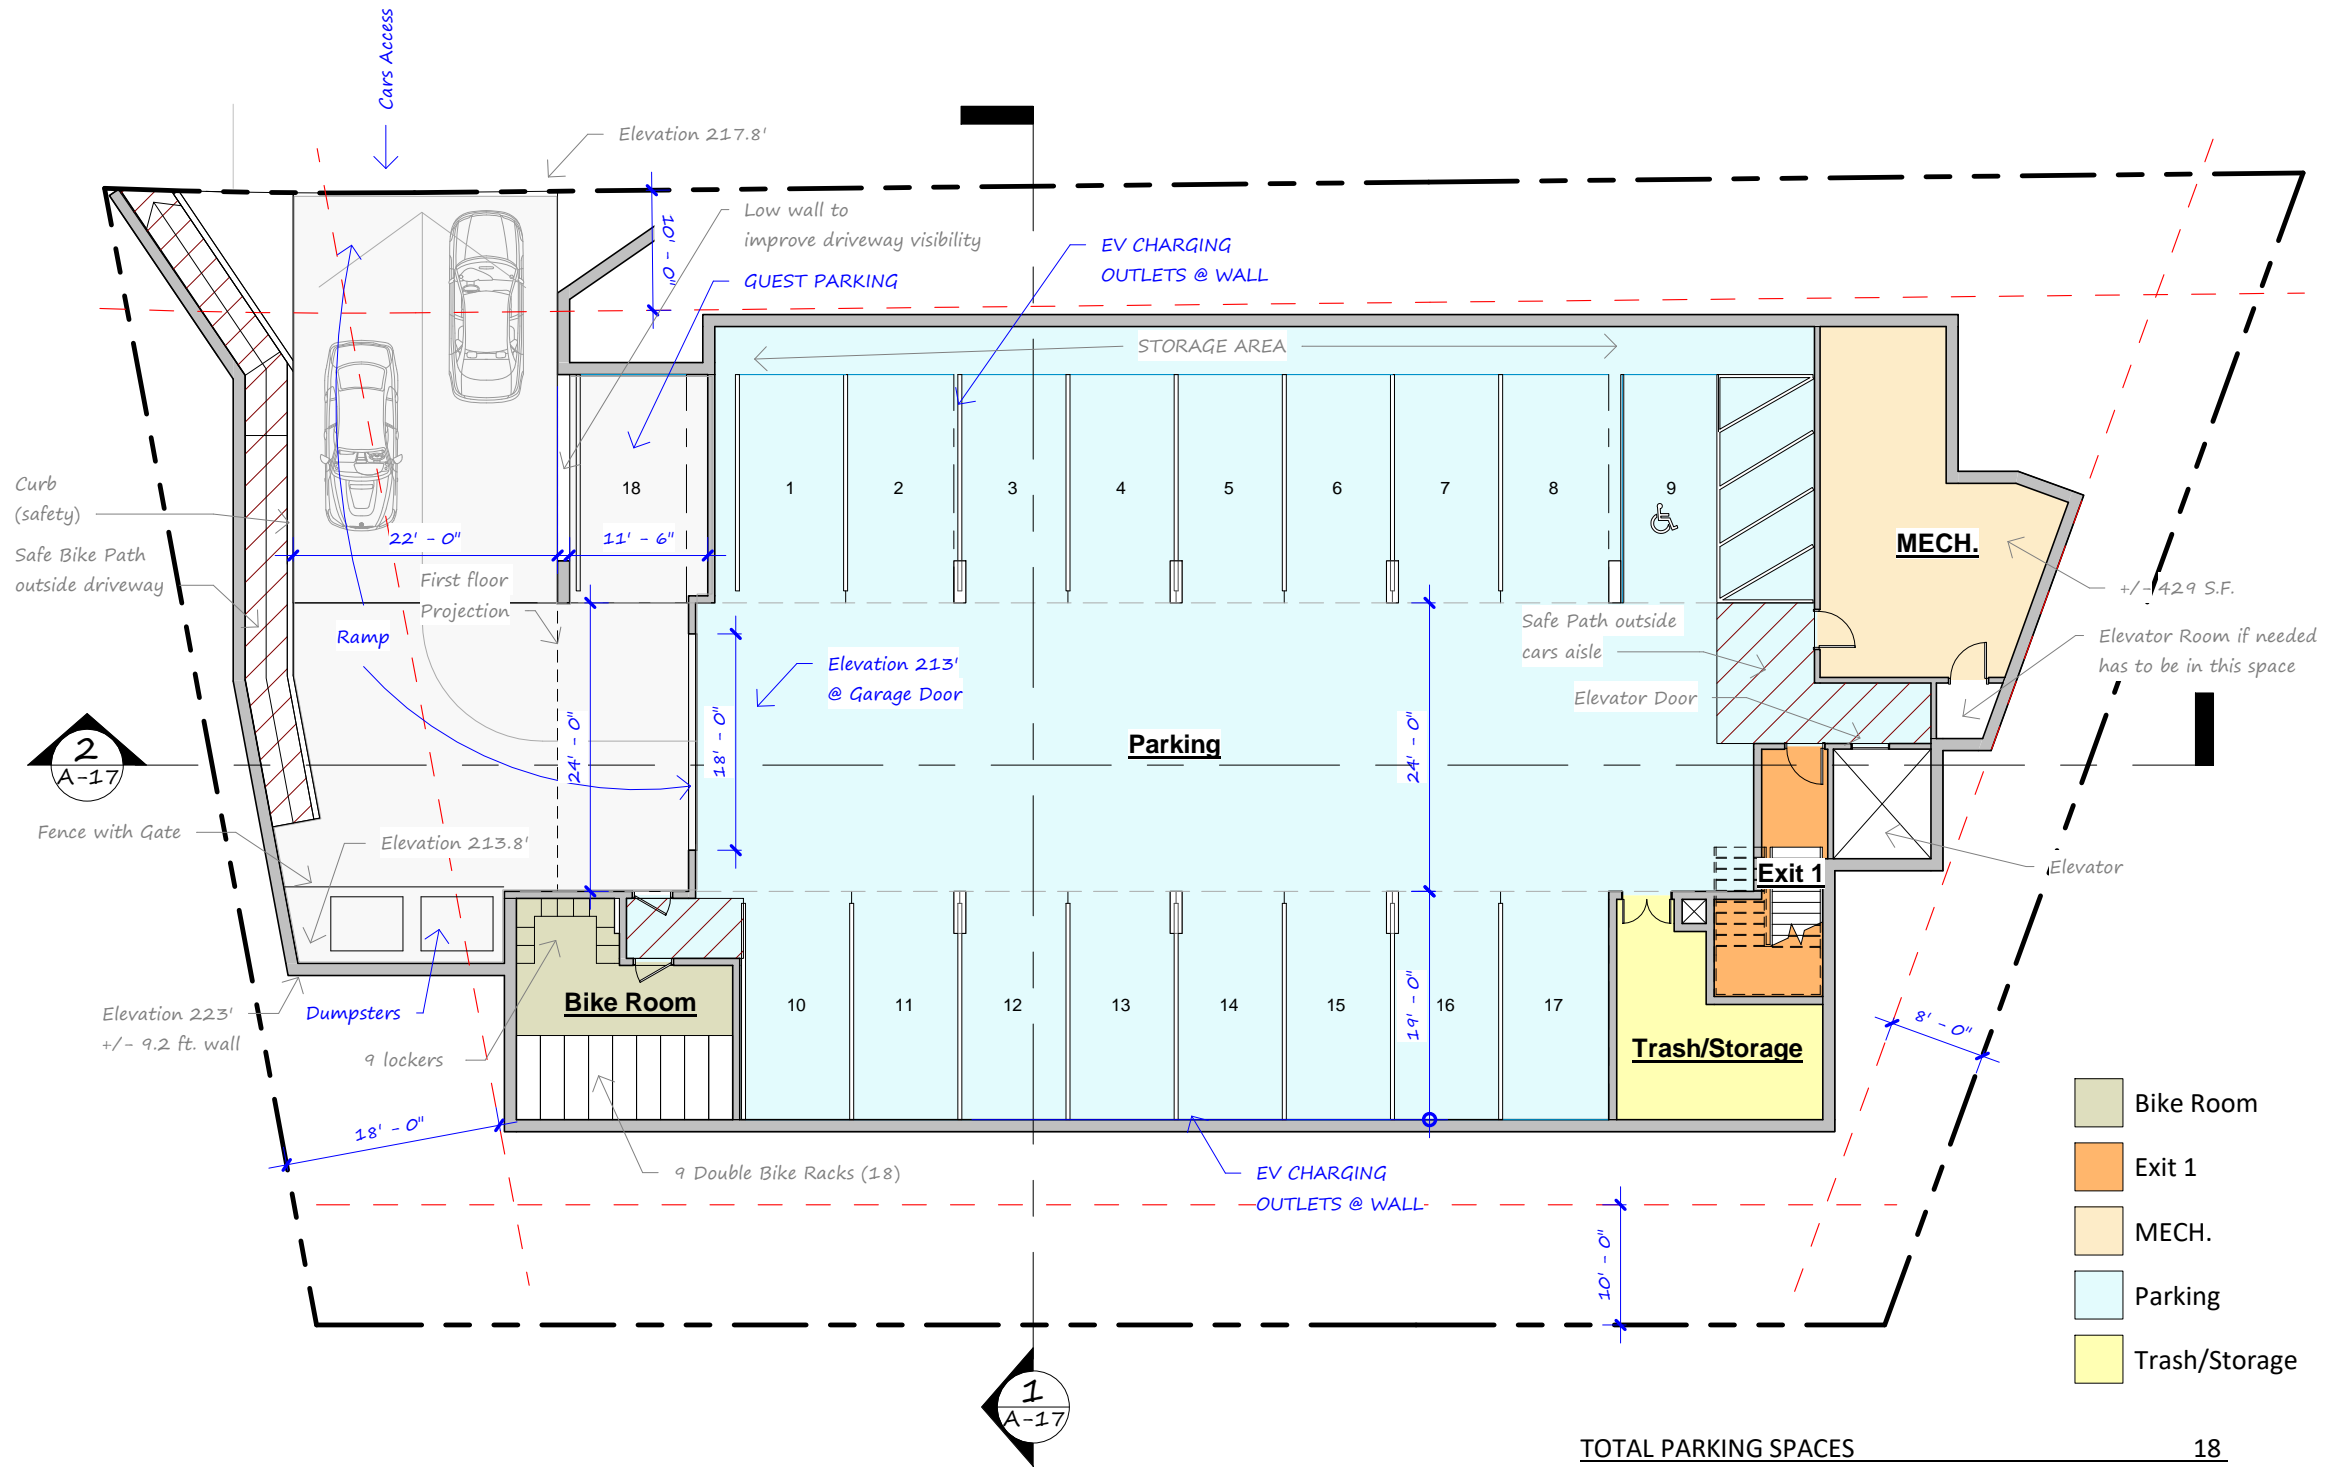 Cars Access
Elevation 217.8'
Low wall to
improve driveway visibility
10' - 0"
GUEST PARKING
EV CHARGING
OUTLETS @ WALL
STORAGE AREA
18
1
2
3
4
5
6
7
8
9
MECH.
+/- 429 S.F.
Curb
(safety)
Safe Bike Path
outside driveway
22' - 0"
11' - 6"
First floor
Projection
Ramp
Elevation 213'
@ Garage Door
Safe Path outside
cars aisle
Elevator Room if needed
has to be in this space
Elevator Door
24' - 0"
18' - 0"
24' - 0"
Parking
2
A-17
Fence with Gate
Elevation 213.8'
Exit 1
Elevator
Elevation 223'
+/- 9.2 ft. wall
Dumpsters
9 lockers
Bike Room
10
11
12
13
14
15
16
17
19' - 0"
Trash/Storage
8' - 0"
18' - 0"
9 Double Bike Racks (18)
EV CHARGING
OUTLETS @ WALL
10' - 0"
1
A-17
Bike Room
Exit 1
MECH.
Parking
Trash/Storage
TOTAL PARKING SPACES 18